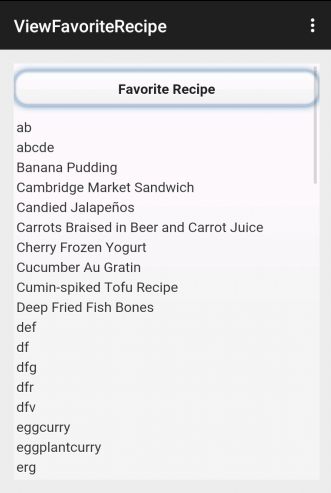 ViewFavoriteRecipe
Favorite Recipe
ab
abcde
Banana Pudding
Cambridge Market Sandwich
Candied Jalapeños
Carrots Braised in Beer and Carrot Juice
Cherry Frozen Yogurt
Cucumber Au Gratin
Cumin-spiked Tofu Recipe
Deep Fried Fish Bones
def
df
dfg
dfr
dfv
eggcurry
eggplantcurry
erg